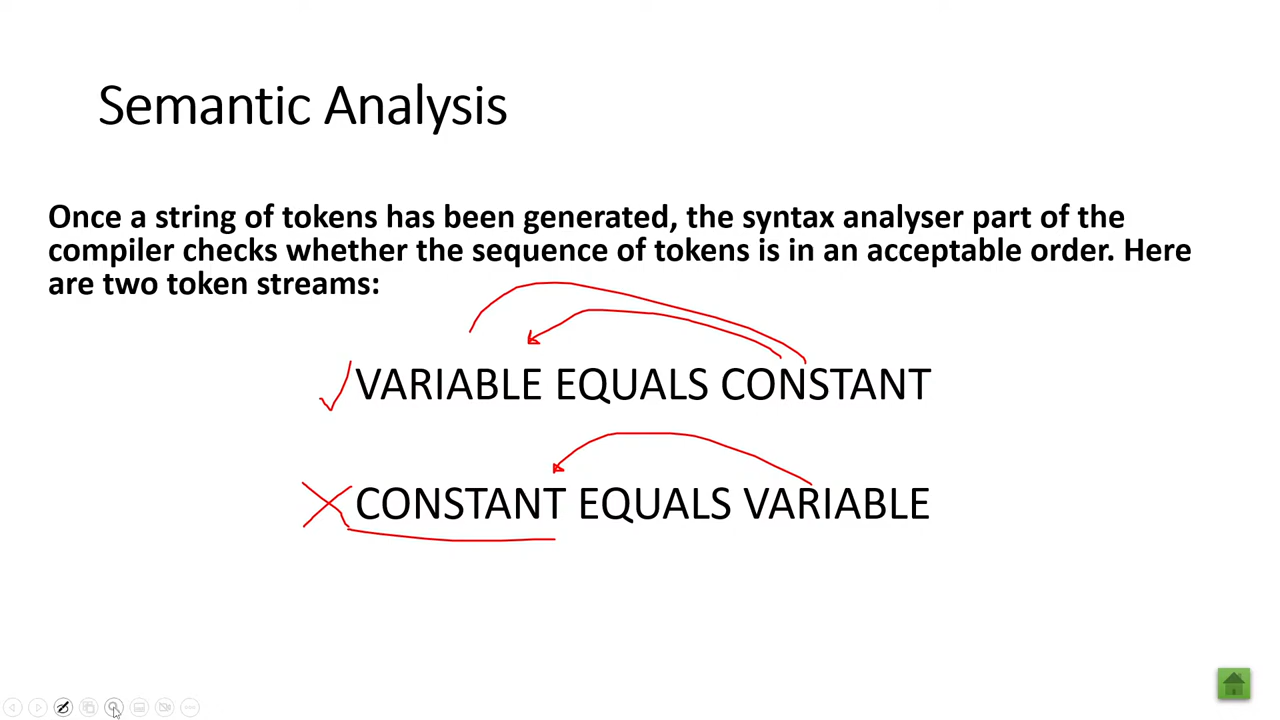 Semantic Analysis
Once a string of tokens has been generated, the syntax analyser part of the
compiler checks whether the sequence of tokens is in an acceptable order. Here
are two token streams:
VARIABLE EQUALS CONSTANT
CONSTANT EQUALS VARIABLE